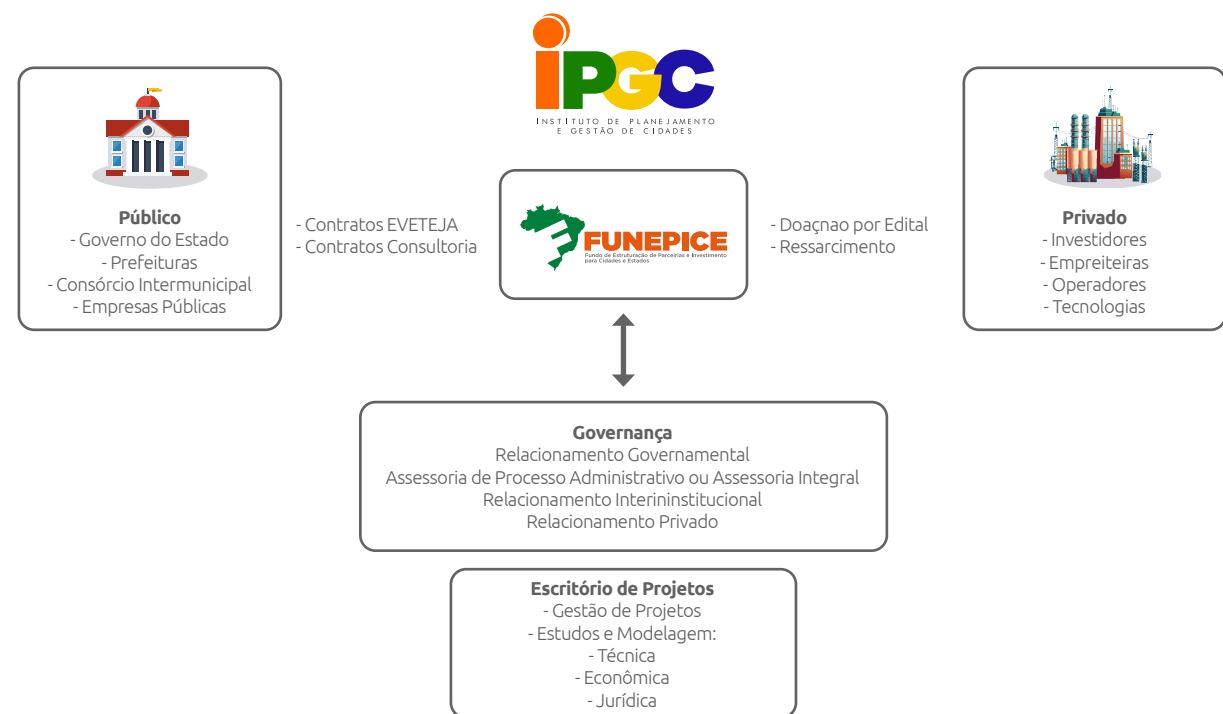 iPGC
INSTITUTO DE PLANEJAMENTO
E GESTÃO DE CIDADES
Público
- Governo do Estado
- Prefeituras
- Consórcio Intermunicipal
- Empresas Públicas
- Contratos EVETEJA
- Contratos Consultoria
FUNEPICE
Fundo de Estruturação de Parcerias e Investimento
para Cidades e Estados
- Doaçnao por Edital
- Ressarcimento
Privado
- Investidores
- Empreiteiras
- Operadores
- Tecnologias
Governança
Relacionamento Governamental
Assessoria de Processo Administrativo ou Assessoria Integral
Relacionamento Interininstitucional
Relacionamento Privado
Escritório de Projetos
- Gestão de Projetos
- Estudos e Modelagem:
- Técnica
- Econômica
- Jurídica